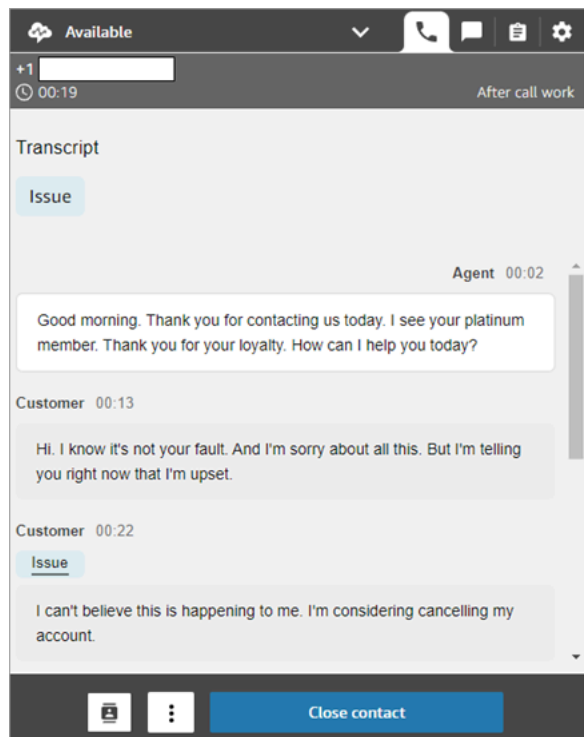 Available
+1
00:19
After call work
Transcript
Issue
Agent 00:02
Good morning. Thank you for contacting us today. I see your platinum
member. Thank you for your loyalty. How can I help you today?
Customer 00:13
Hi. I know it's not your fault. And I'm sorry about all this. But I'm telling
you right now that I'm upset.
Customer 00:22
Issue
I can't believe this is happening to me. I'm considering cancelling my
account.
Close contact